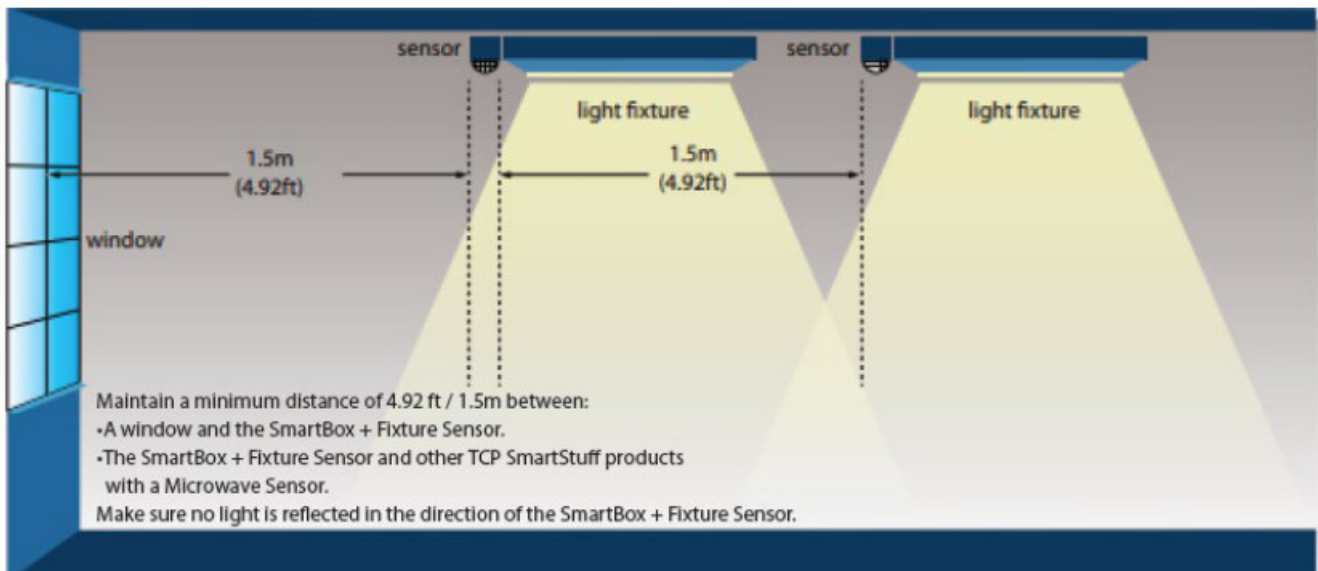 sensor
sensor
light fixture
light fixture
1.5m
(4.92ft)
1.5m
(4.92ft)
window
Maintain a minimum distance of 4.92 ft / 1.5m between:
•A window and the SmartBox + Fixture Sensor.
•The SmartBox + Fixture Sensor and other TCP SmartStuff products
with a Microwave Sensor.
Make sure no light is reflected in the direction of the SmartBox + Fixture Sensor.